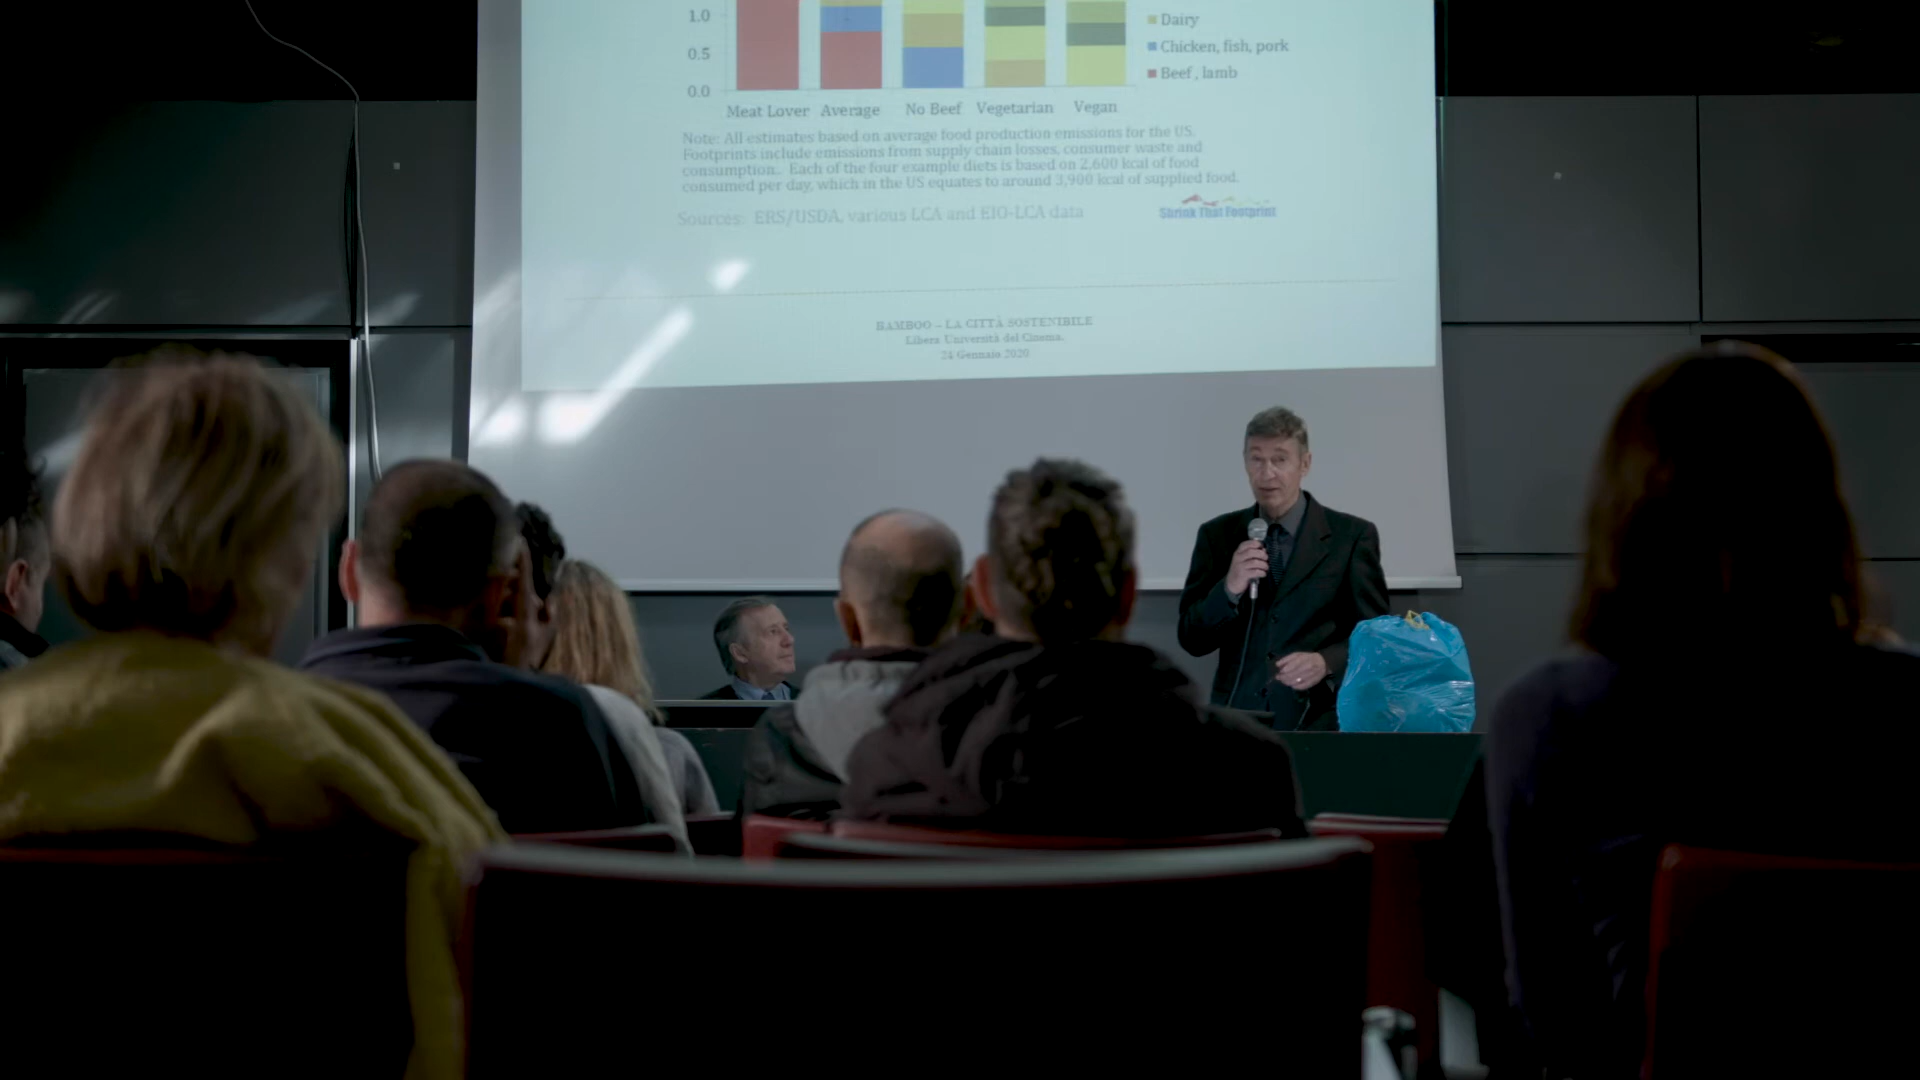 1.0
0.5
0.0
Dairy
Chicken, fish, pork
Beef , lamb
Meat Lover Average No Beef Vegetarian Vegan
Note: All estimates based on average food production emissions for the US.
Footprints include emissions from supply chain losses, consumer waste and
consumption.. Each of the four example diets is based on 2,600 kcal of food
consumed per day, which in the US equates to around 3,900 kcal of supplied food.
Sources: ERS/USDA, various LCA and EIO-LCA data
Shrink That Footprint
BAMBOO – LA CITTÀ SOSTENIBILE
Libera Università del Cinema.
24 Gennaio 2020